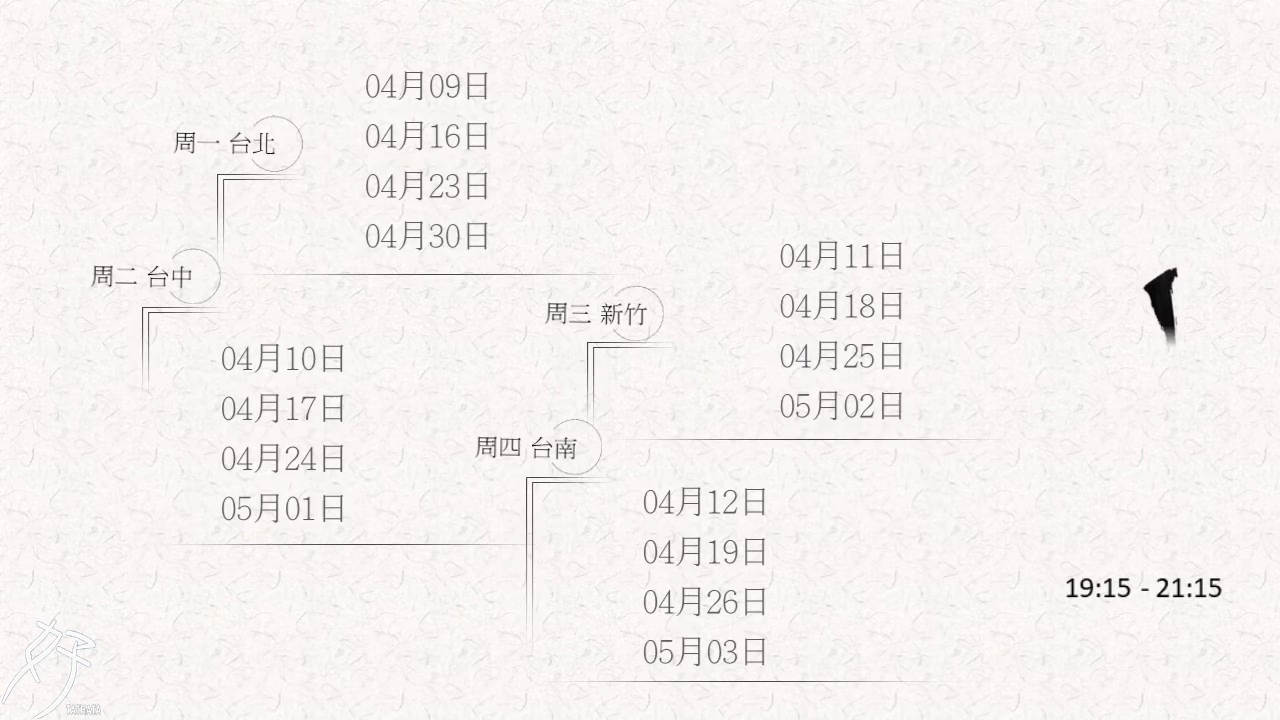 周一 台北
04月09日
04月16日
04月23日
04月30日
周二 台中
04月10日
04月17日
04月24日
05月01日
周三 新竹
04月11日
04月18日
04月25日
05月02日
周四 台南
04月12日
04月19日
04月26日
05月03日
19:15 - 21:15